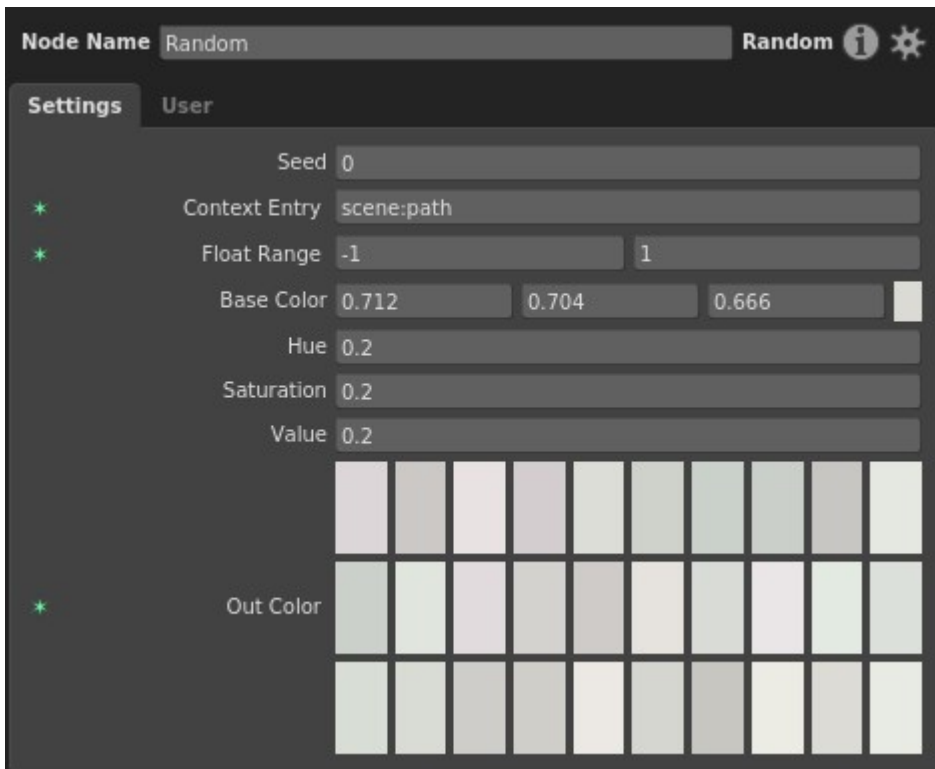 Node Name Random Random
Settings User
Seed 0
Context Entry scene:path
Float Range -1 1
Base Color 0.712 0.704 0.666
Hue 0.2
Saturation 0.2
Value 0.2
Out Color